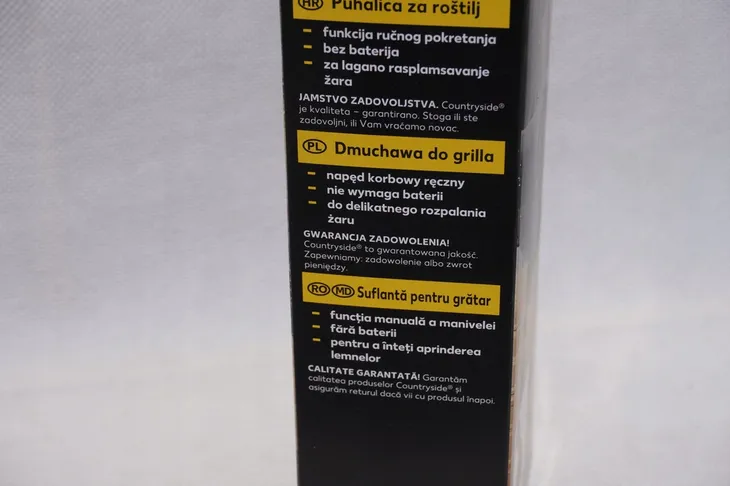 HR Puhalica za roštilj
– funkcija ručnog pokretanja
– bez baterija
– za lagano rasplamsavanje
žara
JAMSTVO ZADOVOLJSTVA. Countryside®
je kvaliteta – garantirano. Stoga ili ste
zadovoljni, ili Vam vraćamo novac.
PL Dmuchawa do grilla
– napęd korbowy ręczny
– nie wymaga baterii
– do delikatnego rozpalania
żaru
GWARANCJA ZADOWOLENIA!
Countryside® to gwarantowana jakość.
Zapewniamy: zadowolenie albo zwrot
pieniędzy.
RO MD Suflantă pentru grătar
– funcția manuală a manivelei
– fără baterii
– pentru a înteți aprinderea
lemnelor
CALITATE GARANTATĂ! Garantăm
calitatea produselor Countryside® și
asigurăm returul dacă vii cu produsul înapoi.